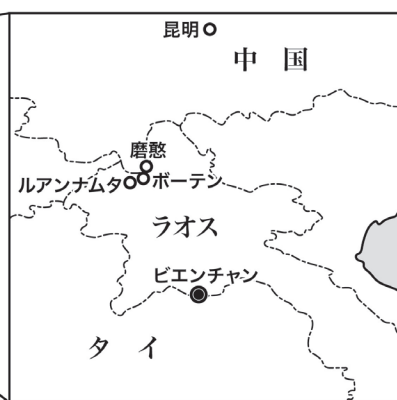 昆明
中国
磨憨
ルアンナムタ
ボーテン
ラオス
ビエンチャン
タイ